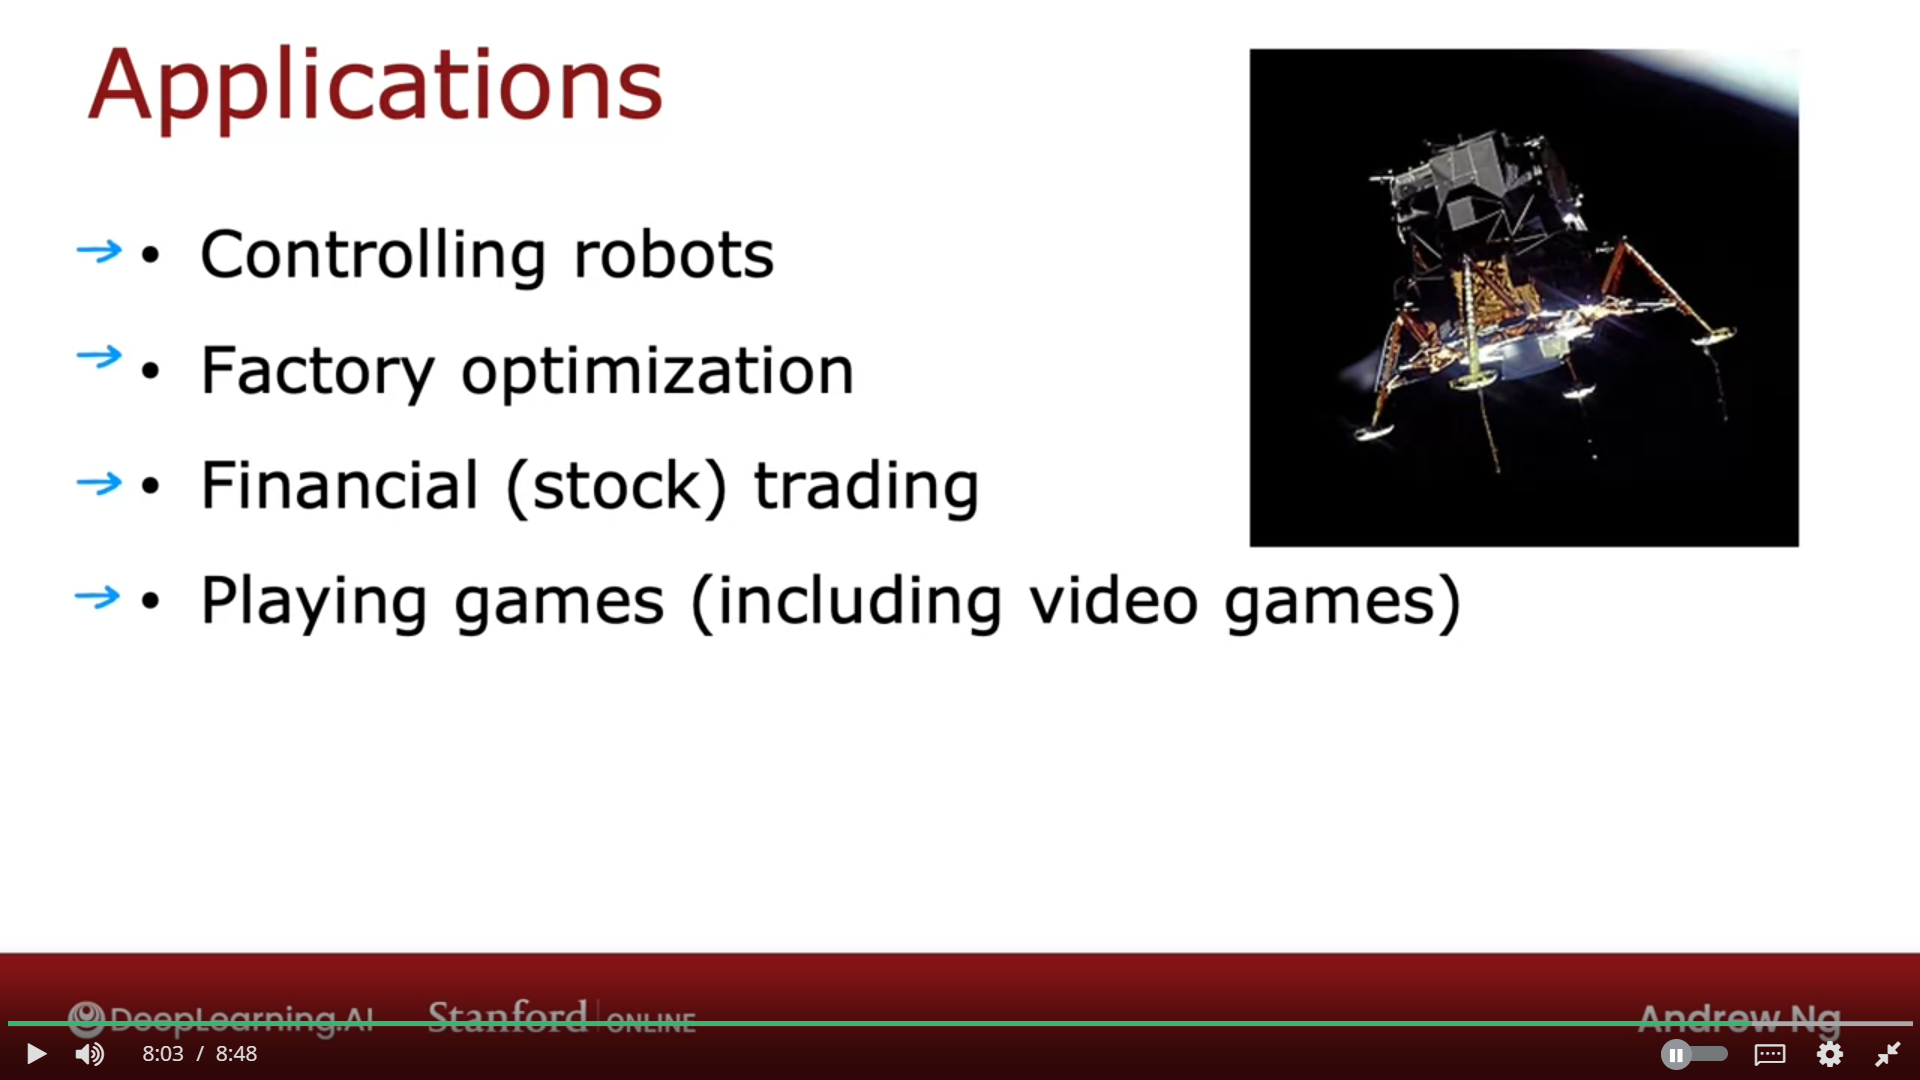 Applications
→ • Controlling robots
→ • Factory optimization
→ • Financial (stock) trading
→ • Playing games (including video games)
DeepLearning.AI Stanford | ONLINE Andrew Ng
8:03 / 8:48